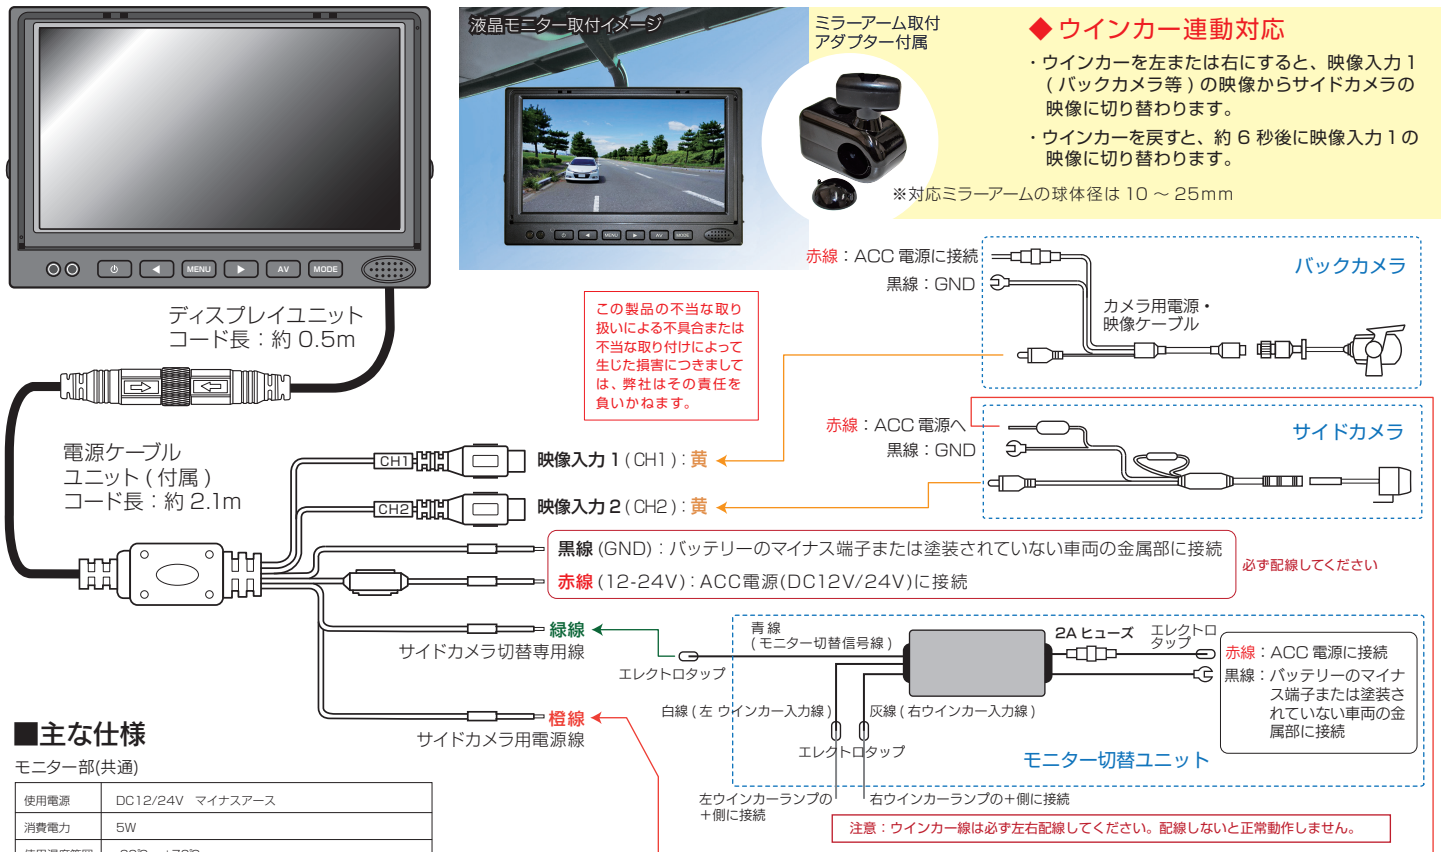 液晶モニター取付イメージ
ミラーアーム取付
アダプター付属
◆ウインカー連動対応
・ウインカーを左または右にすると、映像入力1
(バックカメラ等)の映像からサイドカメラの
映像に切り替わります。
・ウインカーを戻すと、約6秒後に映像入力1の
映像に切り替わります。
※対応ミラーアームの球体径は10～25mm
MENU
AV
MODE
MENU
AV
MODE
ディスプレイユニット
コード長：約0.5m
この製品の不当な取り
扱いによる不具合または
不当な取り付けによって
生じた損害につきまして
は、弊社はその責任を
負いかねます。
赤線：ACC電源に接続
黒線：GND
バックカメラ
カメラ用電源・
映像ケーブル
赤線：ACC電源へ
黒線：GND
サイドカメラ
電源ケーブル
ユニット(付属)
コード長：約2.1m
CH1
映像入力1(CH1)：黄
CH2
映像入力2(CH2)：黄
黒線(GND)：バッテリーのマイナス端子または塗装されていない車両の金属部に接続
赤線(12-24V)：ACC電源(DC12V/24V)に接続
必ず配線してください
緑線
サイドカメラ切替専用線
橙線
サイドカメラ用電源線
青線
(モニター切替信号線)
エレクトロタップ
2Aヒューズ
エレクトロ
タップ
赤線：ACC電源に接続
黒線：バッテリーのマイナ
ス端子または塗装さ
れていない車両の金
属部に接続
白線(左 ウインカー入力線)
灰線(右ウインカー入力線)
エレクトロタップ
モニター切替ユニット
左ウインカーランプの
＋側に接続
右ウインカーランプの＋側に接続
注意：ウインカー線は必ず左右配線してください。配線しないと正常動作しません。
■主な仕様
モニター部(共通)
使用電源 DC12/24V マイナスアース
消費電力 5W